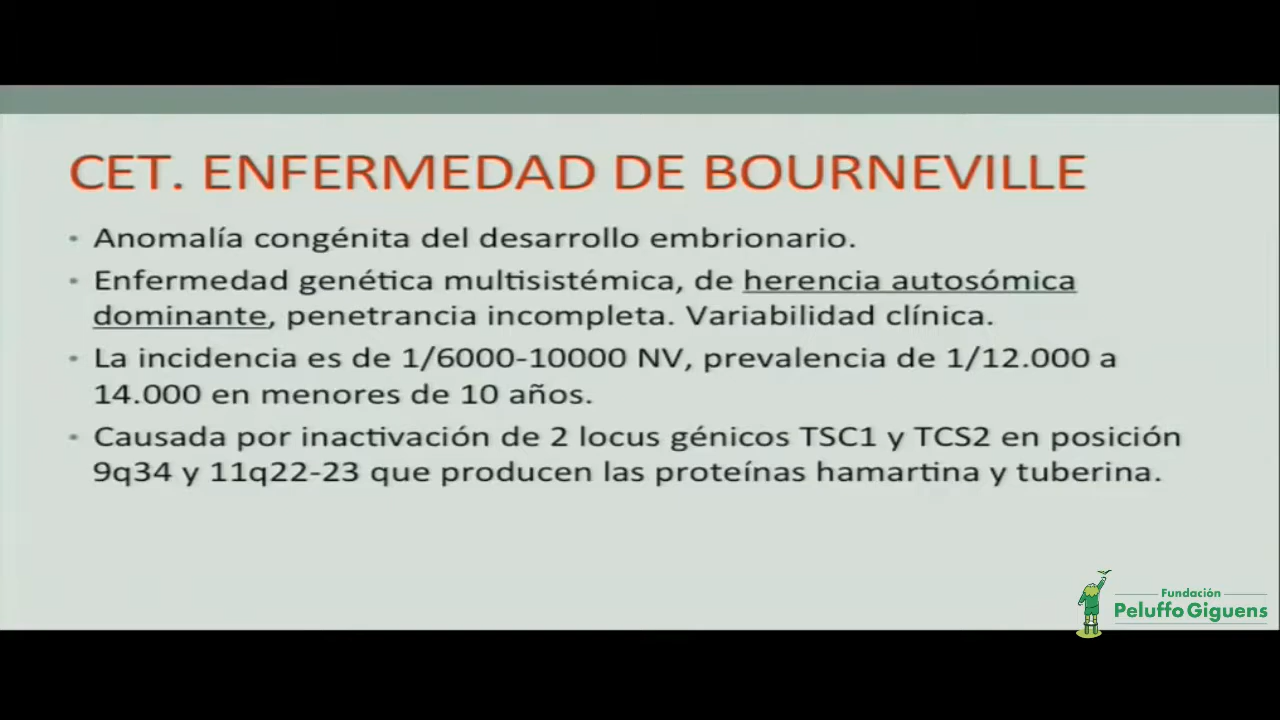 CET. ENFERMEDAD DE BOURNEVILLE
• Anomalía congénita del desarrollo embrionario.
• Enfermedad genética multisistémica, de herencia autosómica
dominante, penetrancia incompleta. Variabilidad clínica.
• La incidencia es de 1/6000-10000 NV, prevalencia de 1/12.000 a
14.000 en menores de 10 años.
• Causada por inactivación de 2 locus génicos TSC1 y TCS2 en posición
9q34 y 11q22-23 que producen las proteínas hamartina y tuberina.
Fundación
Peluffo Giguens